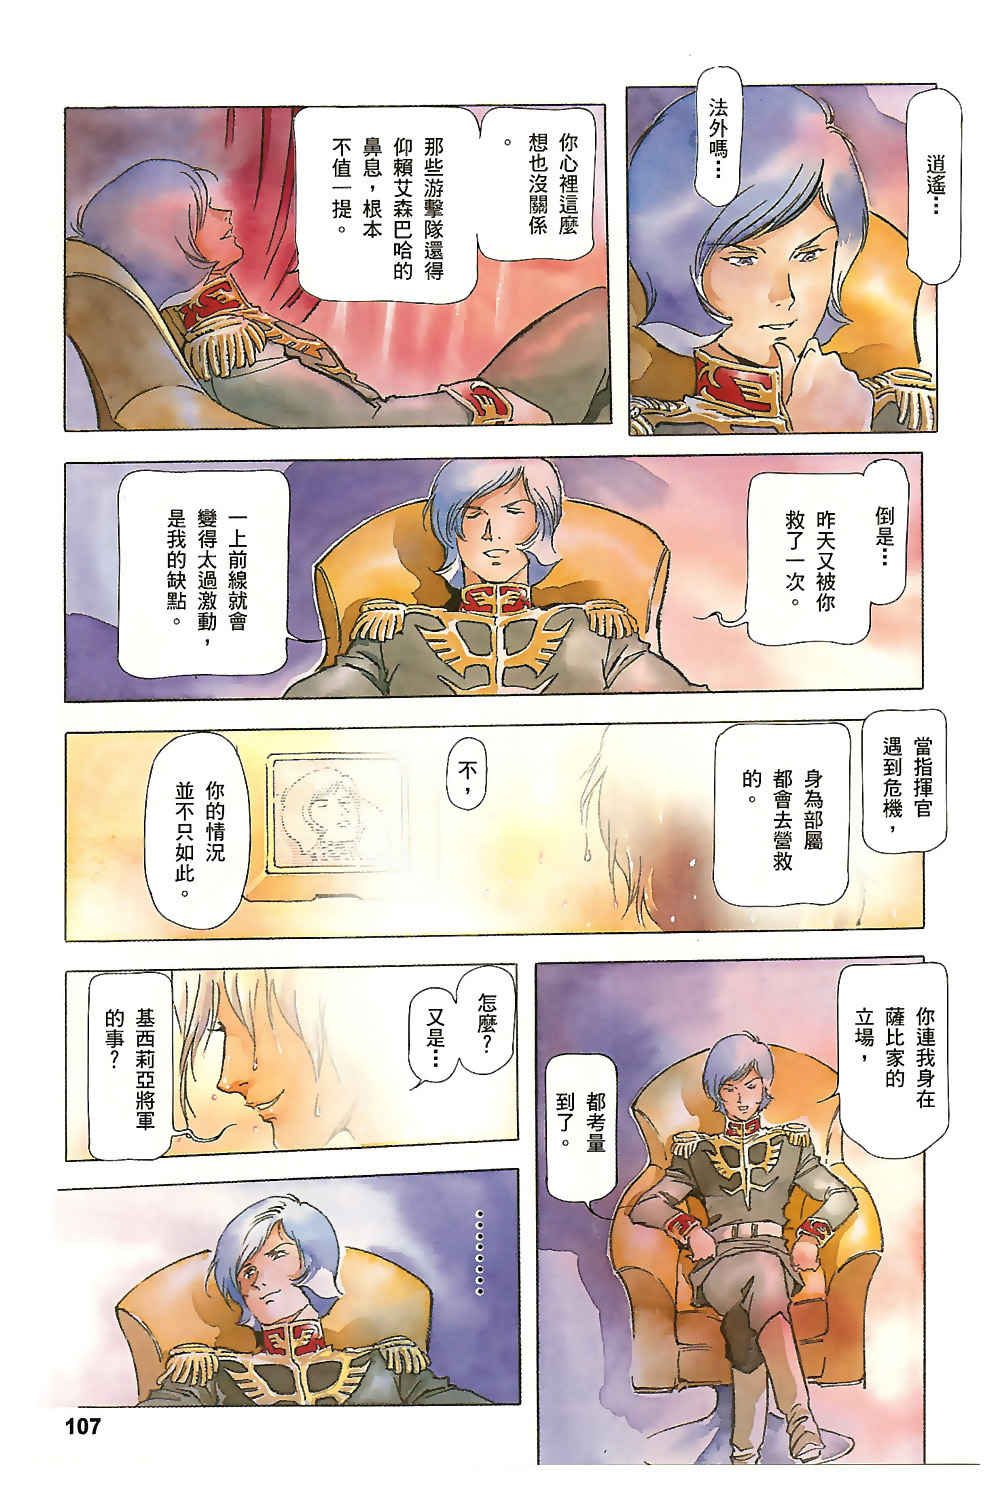 逍遙…
法外嗎…
你心裡這麼
想也沒關係
。
那些游擊隊還得
仰賴艾森巴哈的
鼻息，根本
不值一提。
倒是…
昨天又被你
救了一次。
一上前線就會
變得太過激動，
是我的缺點。
當指揮官
遇到危機，
身為部屬
都會去營救
的。
不，
你的情況
並不只如此。
你連我身在
薩比家的
立場，
都考量
到了。
怎麼？
又是…
基西莉亞將軍
的事？
………
107